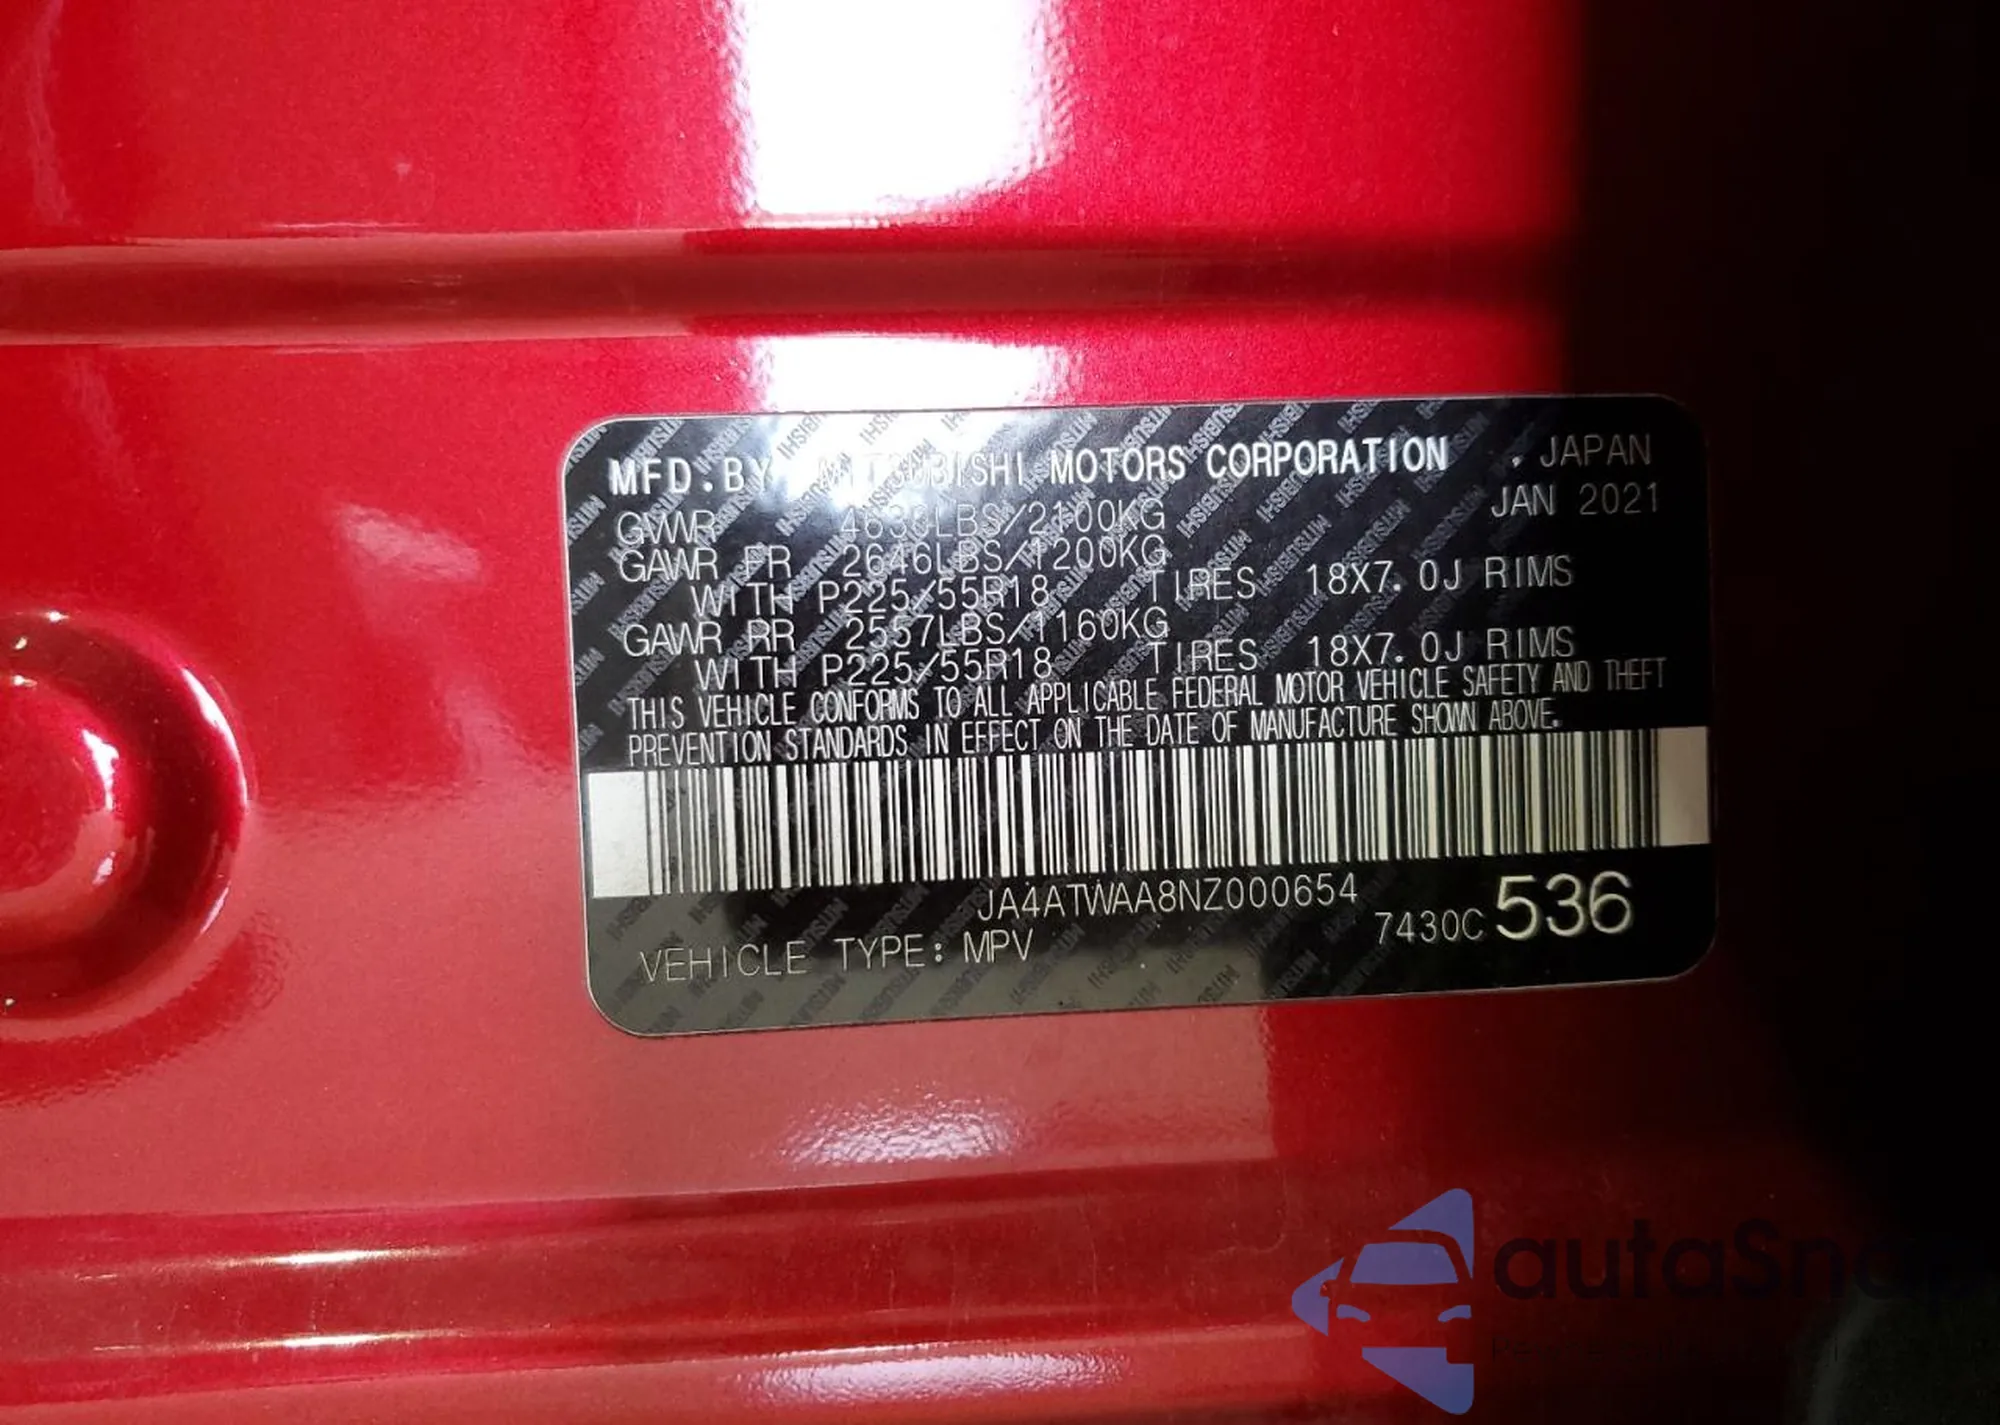 MFD.BY MITSUBISHI MOTORS CORPORATION . JAPAN
JAN 2021
GVWR 4630LBS/2100KG
GAWR FR 2646LBS/1200KG
WITH P225/55R18 TIRES 18X7.0J RIMS
GAWR RR 2557LBS/1160KG
WITH P225/55R18 TIRES 18X7.0J RIMS
THIS VEHICLE CONFORMS TO ALL APPLICABLE FEDERAL MOTOR VEHICLE SAFETY AND THEFT
PREVENTION STANDARDS IN EFFECT ON THE DATE OF MANUFACTURE SHOWN ABOVE.
JA4ATWAA8NZ000654
7430C 536
VEHICLE TYPE: MPV
autaSnap